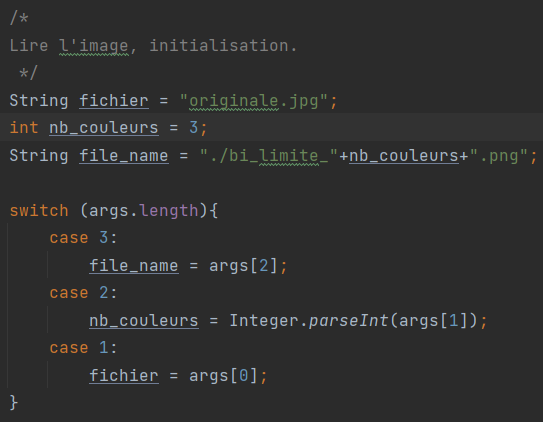 /*
Lire l'image, initialisation.
 */
String fichier = "originale.jpg";
int nb_couleurs = 3;
String file_name = "./bi_limite_"+nb_couleurs+".png";

switch (args.length){
    case 3:
        file_name = args[2];
    case 2:
        nb_couleurs = Integer.parseInt(args[1]);
    case 1:
        fichier = args[0];
}